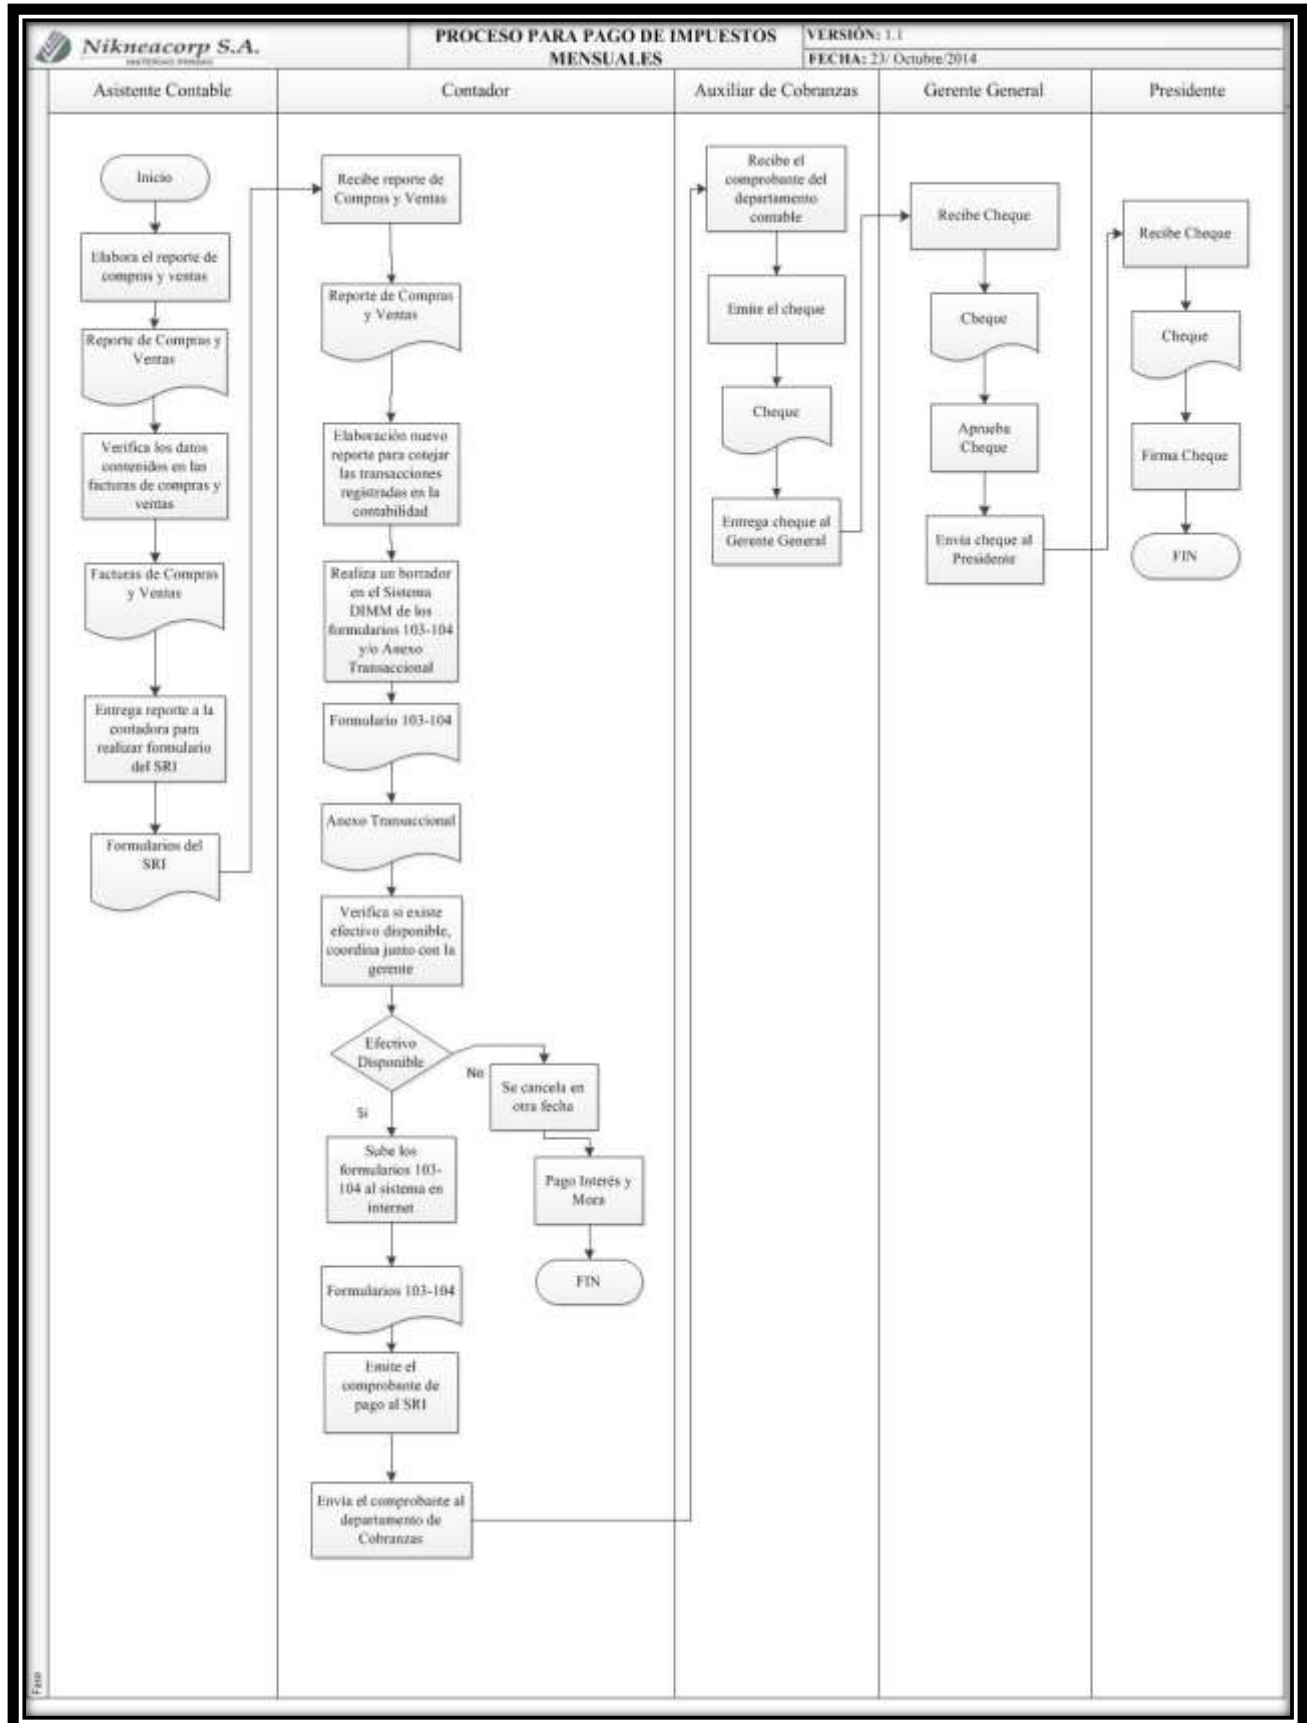 Nikneacorp S.A.
MATERIAS PRIMAS
PROCESO PARA PAGO DE IMPUESTOS
MENSUALES
VERSIÓN: 1.1
FECHA: 23/ Octubre/2014
Asistente Contable
Contador
Auxiliar de Cobranzas
Gerente General
Presidente
Inicio
Elabora el reporte de
compras y ventas
Reporte de Compras y
Ventas
Verifica los datos
contenidos en las
facturas de compras y
ventas
Facturas de Compras
y Ventas
Entrega reporte a la
contadora para
realizar formulario
del SRI
Formularios del
SRI
Recibe reporte de
Compras y Ventas
Reporte de Compras
y Ventas
Elaboración nuevo
reporte para cotejar
las transacciones
registradas en la
contabilidad
Realiza un borrador
en el Sistema
DIMM de los
formularios 103-104
y/o Anexo
Transaccional
Formulario 103-104
Anexo Transaccional
Verifica si existe
efectivo disponible,
coordina junto con la
gerente
Efectivo
Disponible
No
Si
Se cancela en
otra fecha
Pago Interés y
Mora
FIN
Sube los
formularios 103-
104 al sistema en
internet
Formularios 103-104
Emite el
comprobante de
pago al SRI
Envía el comprobante al
departamento de
Cobranzas
Recibe el
comprobante del
departamento
contable
Emite el cheque
Cheque
Entrega cheque al
Gerente General
Recibe Cheque
Cheque
Aprueba
Cheque
Envía cheque al
Presidente
Recibe Cheque
Cheque
Firma Cheque
FIN
Fase